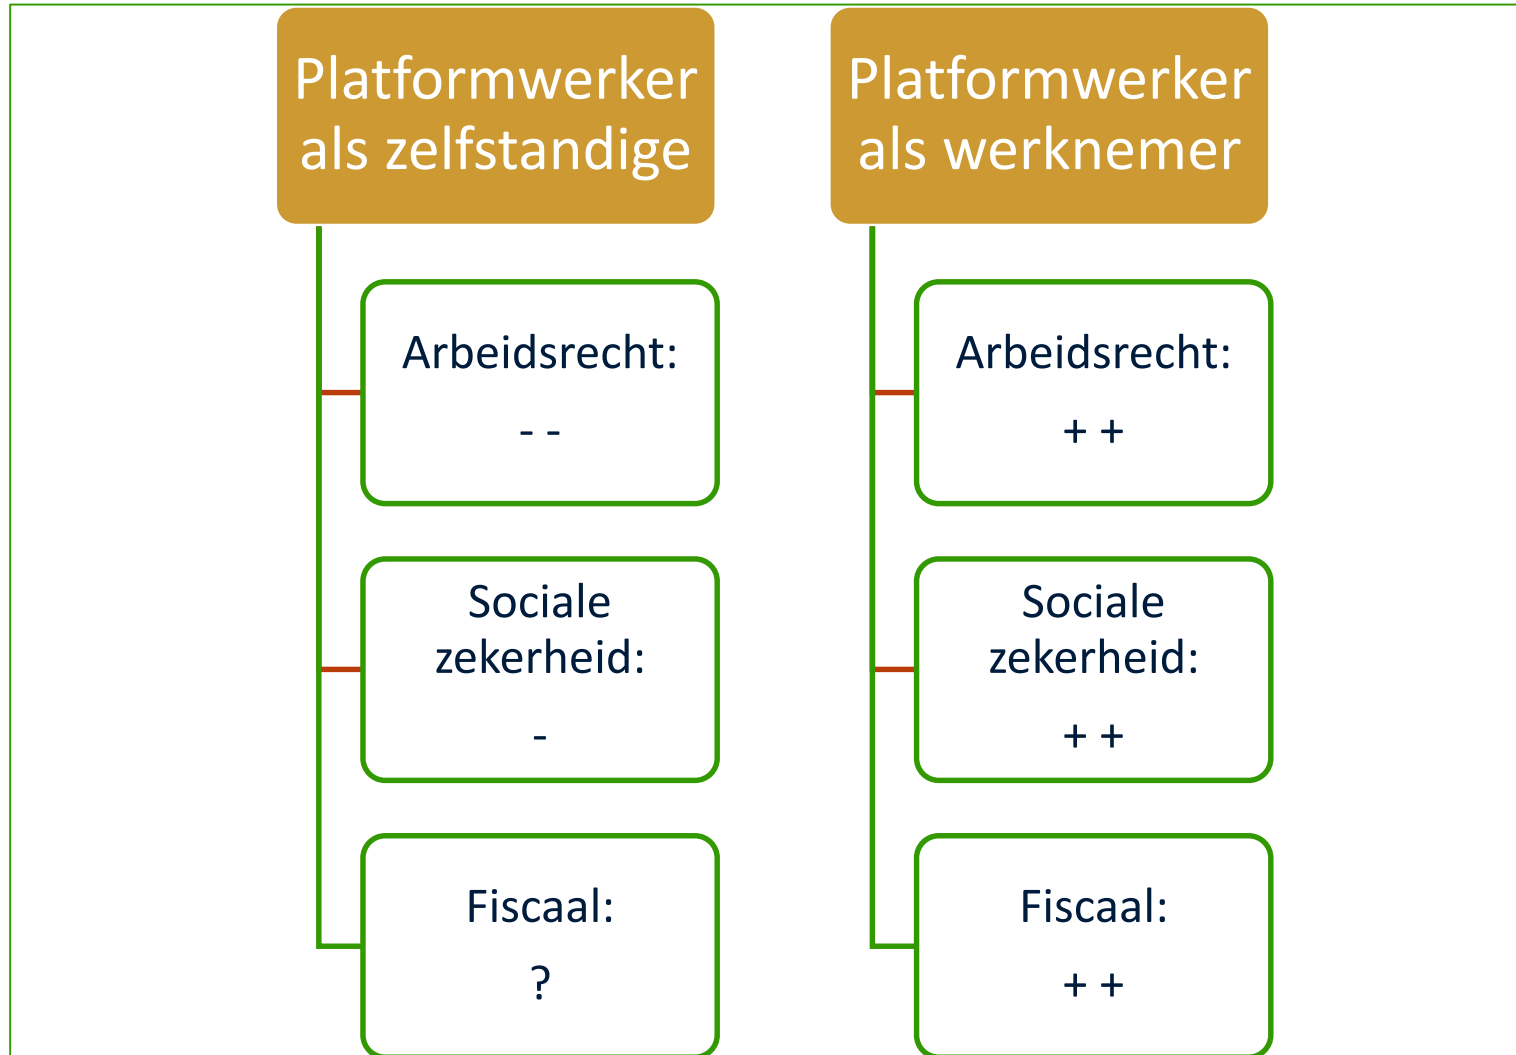 Platformwerker
als zelfstandige
Arbeidsrecht:
- -
Sociale
zekerheid:
-
Fiscaal:
?
Platformwerker
als werknemer
Arbeidsrecht:
+ +
Sociale
zekerheid:
+ +
Fiscaal:
+ +